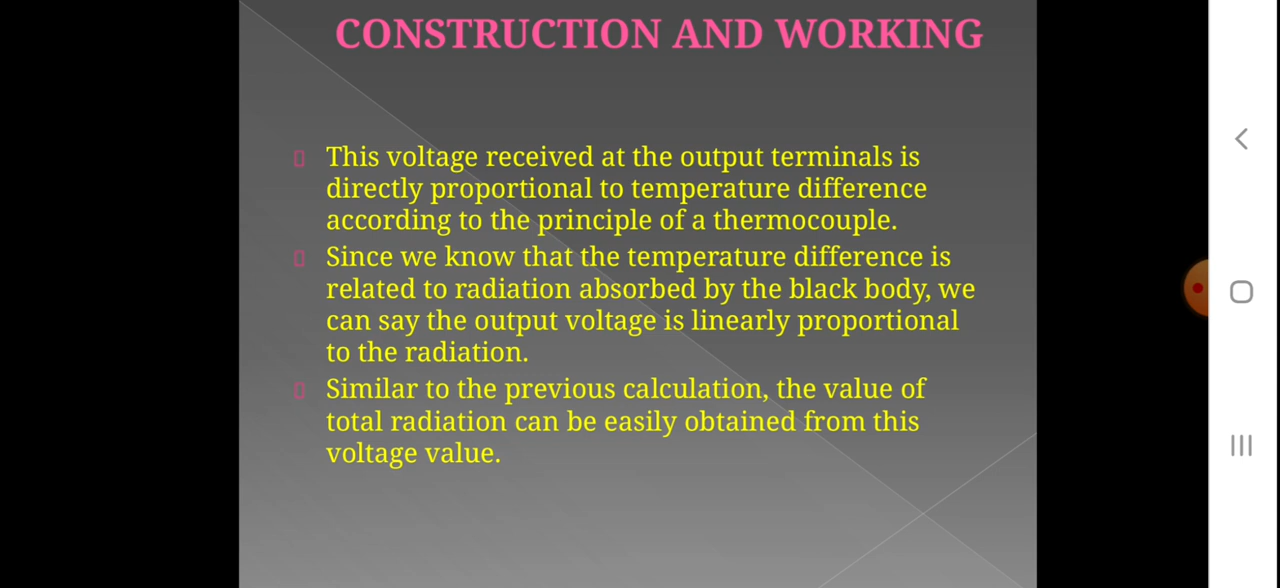 CONSTRUCTION AND WORKING
This voltage received at the output terminals is
directly proportional to temperature difference
according to the principle of a thermocouple.
Since we know that the temperature difference is
related to radiation absorbed by the black body, we
can say the output voltage is linearly proportional
to the radiation.
Similar to the previous calculation, the value of
total radiation can be easily obtained from this
voltage value.